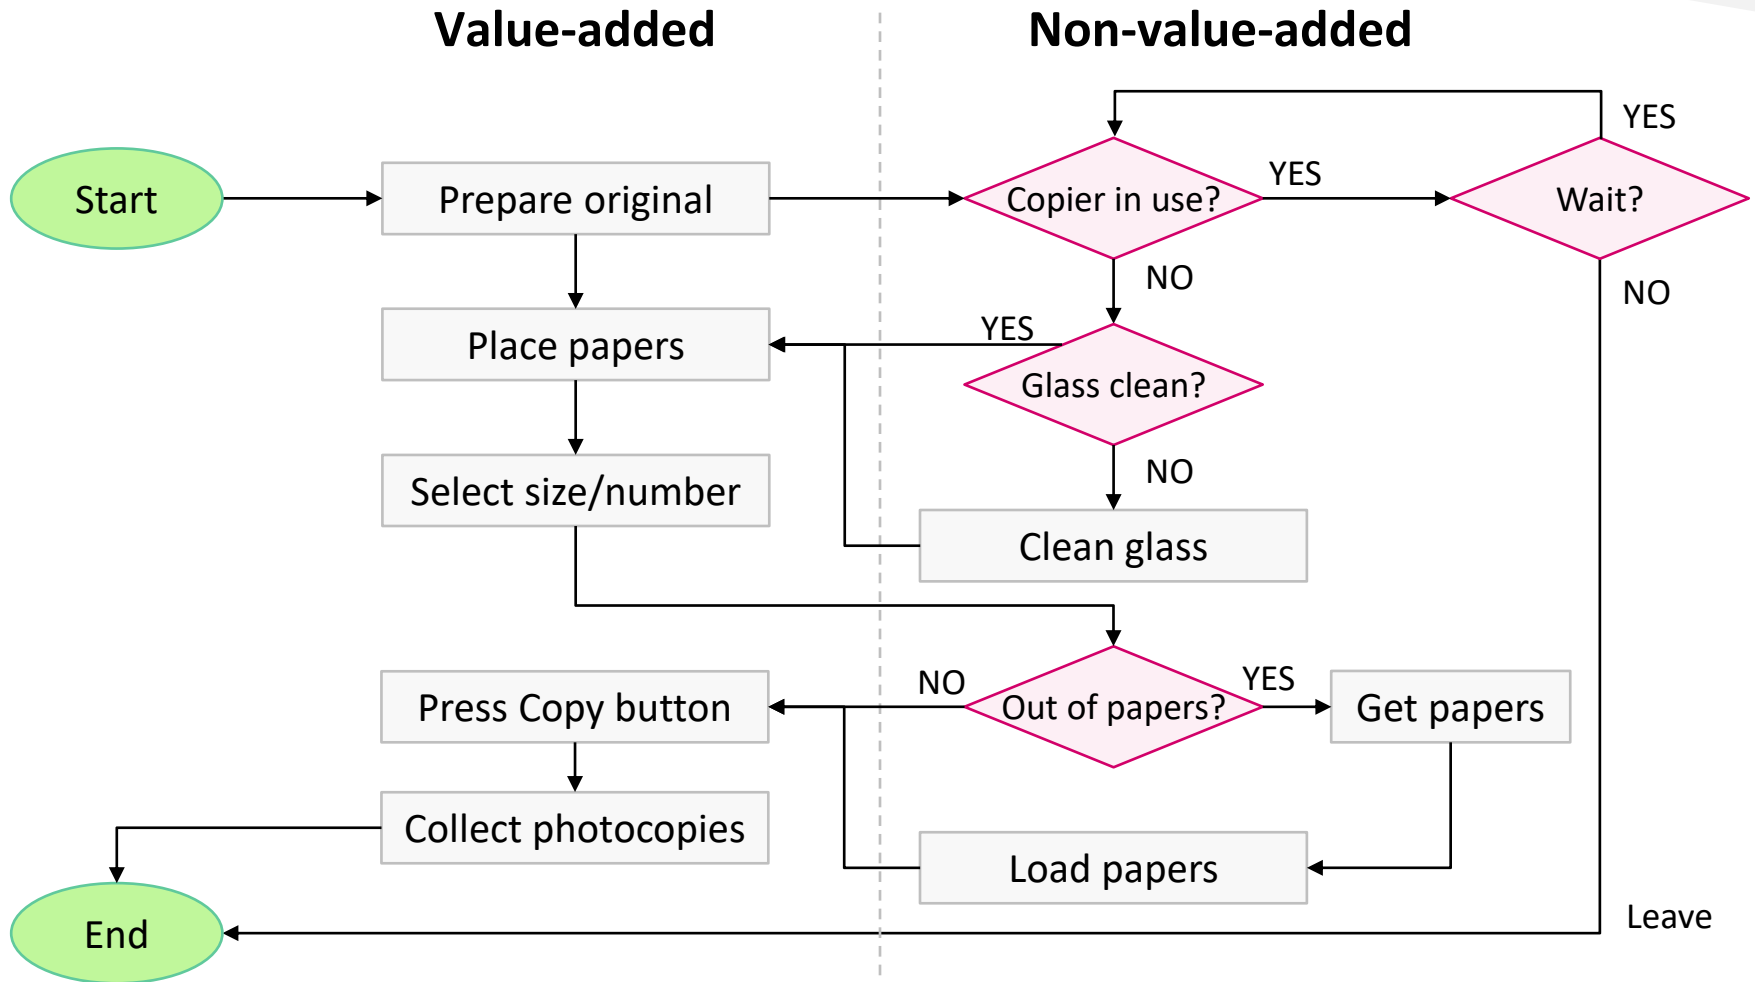 Value-added
Non-value-added
YES
Start
Prepare original
Copier in use?
YES
Wait?
NO
NO
YES
Place papers
Glass clean?
NO
Select size/number
Clean glass
NO
YES
Press Copy button
Out of papers?
Get papers
Collect photocopies
Load papers
Leave
End